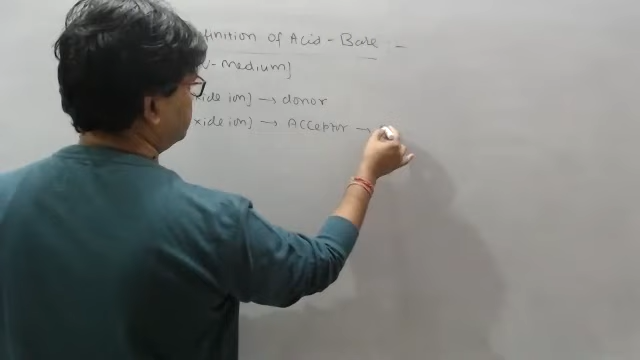 finition of Acid - Base :-
v- medium]
xide ion] → donor
xide ion] → Acceptor →